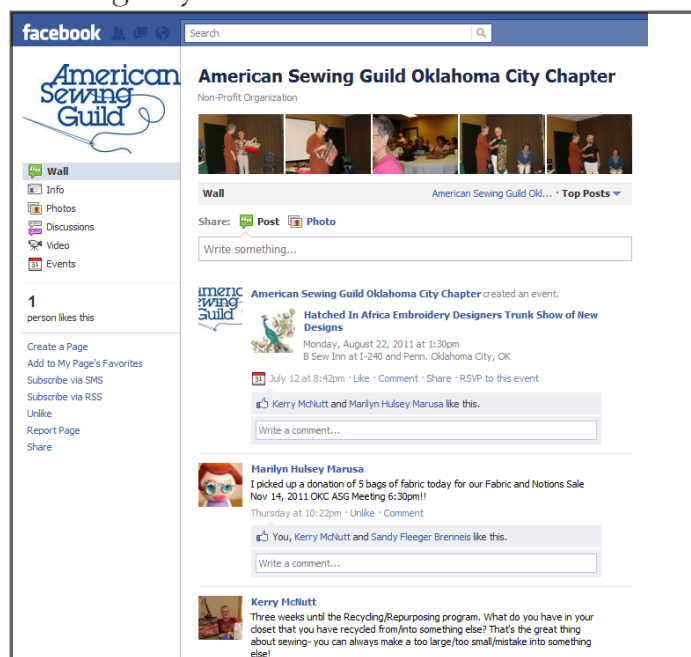 facebook
Search
American
Sewing
Guild
American Sewing Guild Oklahoma City Chapter
Non-Profit Organization
Wall
Info
Photos
Discussions
Video
31 Events
1
person likes this
Create a Page
Add to My Page's Favorites
Subscribe via SMS
Subscribe via RSS
Unlike
Report Page
Share
Wall American Sewing Guild Okl... · Top Posts
Share: Post Photo
Write something...
American Sewing Guild Oklahoma City Chapter created an event.
Hatched In Africa Embroidery Designers Trunk Show of New
Designs
Monday, August 22, 2011 at 1:30pm
B Sew Inn at I-240 and Penn. Oklahoma City, OK
31 July 12 at 8:42pm · Like · Comment · Share · RSVP to this event
Kerry McNutt and Marilyn Hulsey Marusa like this.
Write a comment...
Marilyn Hulsey Marusa
I picked up a donation of 5 bags of fabric today for our Fabric and Notions Sale
Nov 14, 2011 OKC ASG Meeting 6:30pm!!
Thursday at 10:22pm · Unlike · Comment
You, Kerry McNutt and Sandy Fleeger Brenneis like this.
Write a comment...
Kerry McNutt
Three weeks until the Recycling/Repurposing program. What do you have in your
closet that you have recycled from/into something else? That's the great thing
about sewing- you can always make a too large/too small/mistake into something
else!